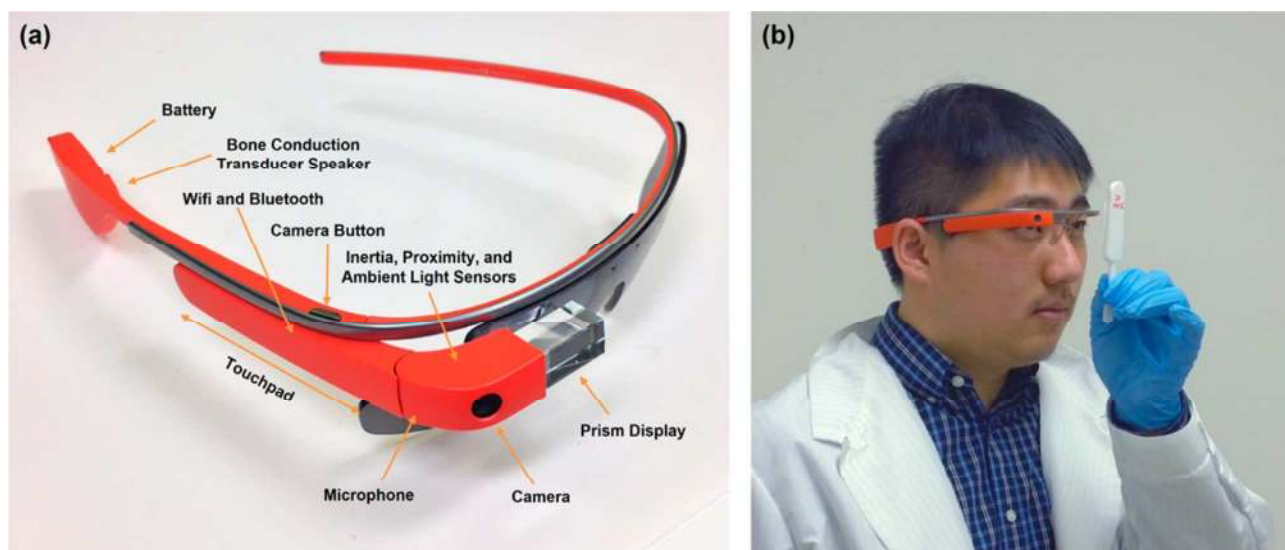 (a)
Battery
Bone Conduction
Transducer Speaker
Wifi and Bluetooth
Camera Button
Inertia, Proximity, and
Ambient Light Sensors
Touchpad
Prism Display
Microphone
Camera
(b)